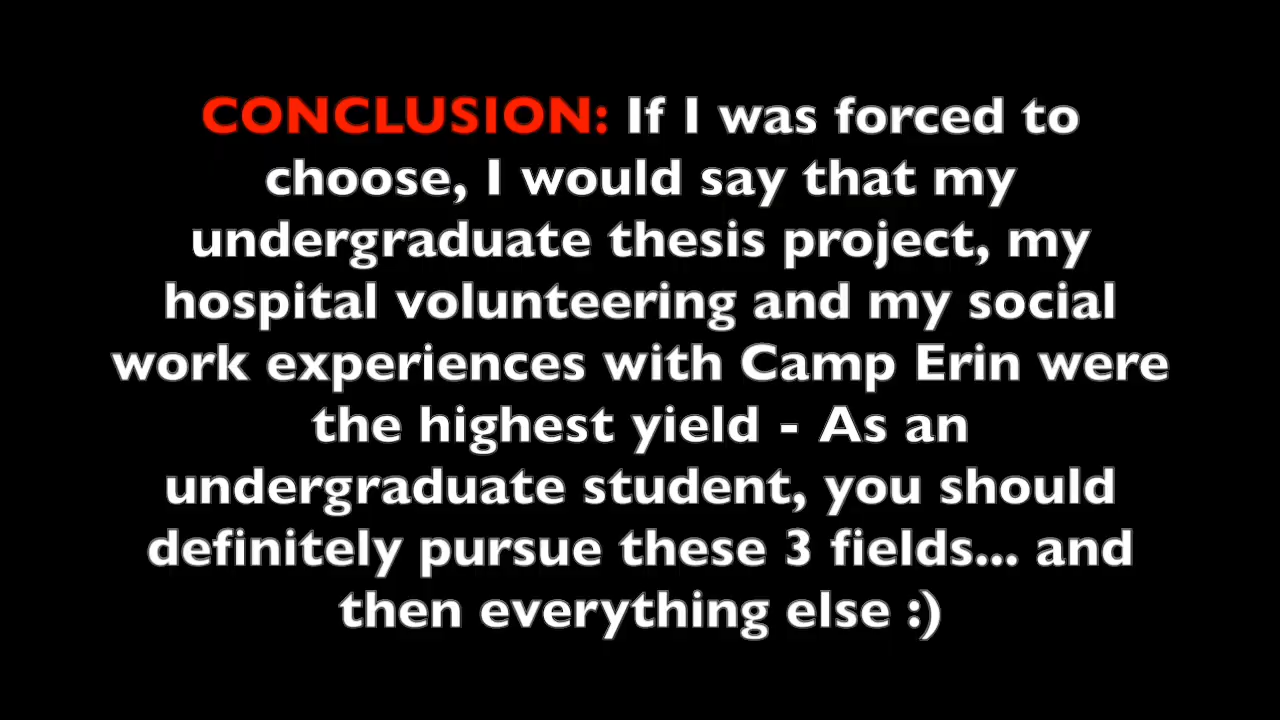 CONCLUSION: If I was forced to
choose, I would say that my
undergraduate thesis project, my
hospital volunteering and my social
work experiences with Camp Erin were
the highest yield - As an
undergraduate student, you should
definitely pursue these 3 fields... and
then everything else :)